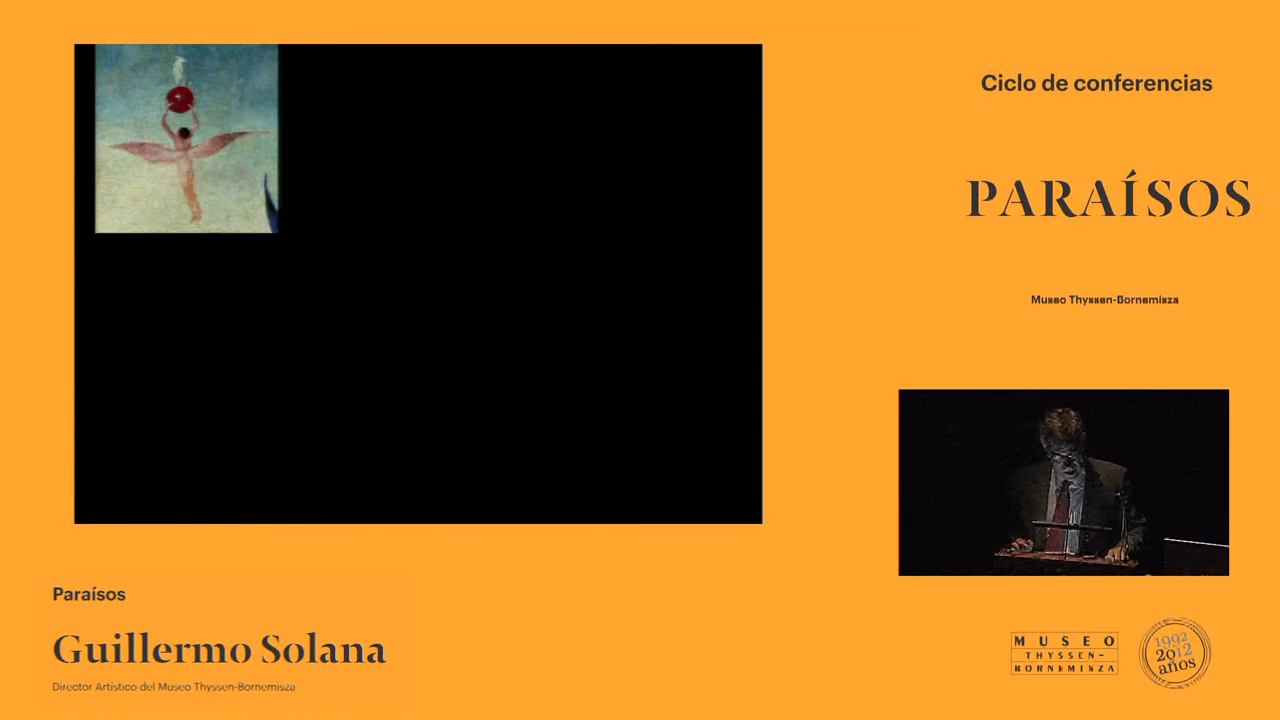 Ciclo de conferencias
PARAÍSOS
Museo Thyssen-Bornemisza
Paraísos
Guillermo Solana
Director Artístico del Museo Thyssen-Bornemisza
MUSEO
THYSSEN-
BORNEMISZA
1992
2012
años